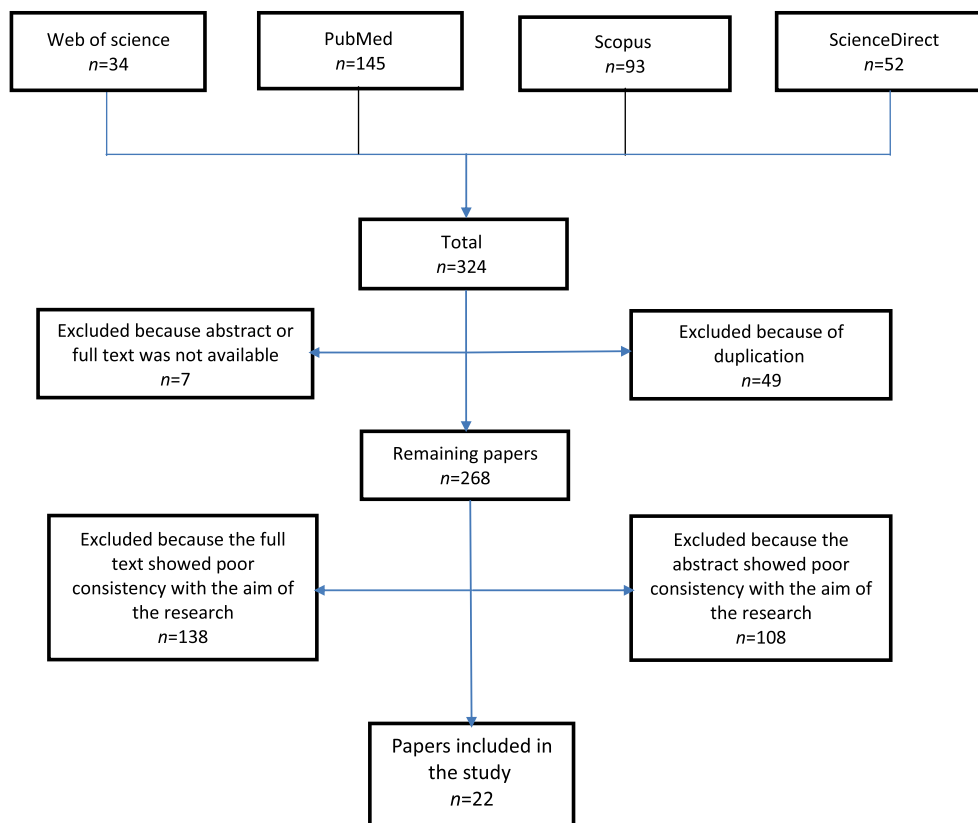 Web of science
n=34
PubMed
n=145
Scopus
n=93
ScienceDirect
n=52
Total
n=324
Excluded because abstract or
full text was not available
n=7
Excluded because of
duplication
n=49
Remaining papers
n=268
Excluded because the full
text showed poor
consistency with the aim of
the research
n=138
Excluded because the
abstract showed poor
consistency with the aim of
the research
n=108
Papers included in
the study
n=22